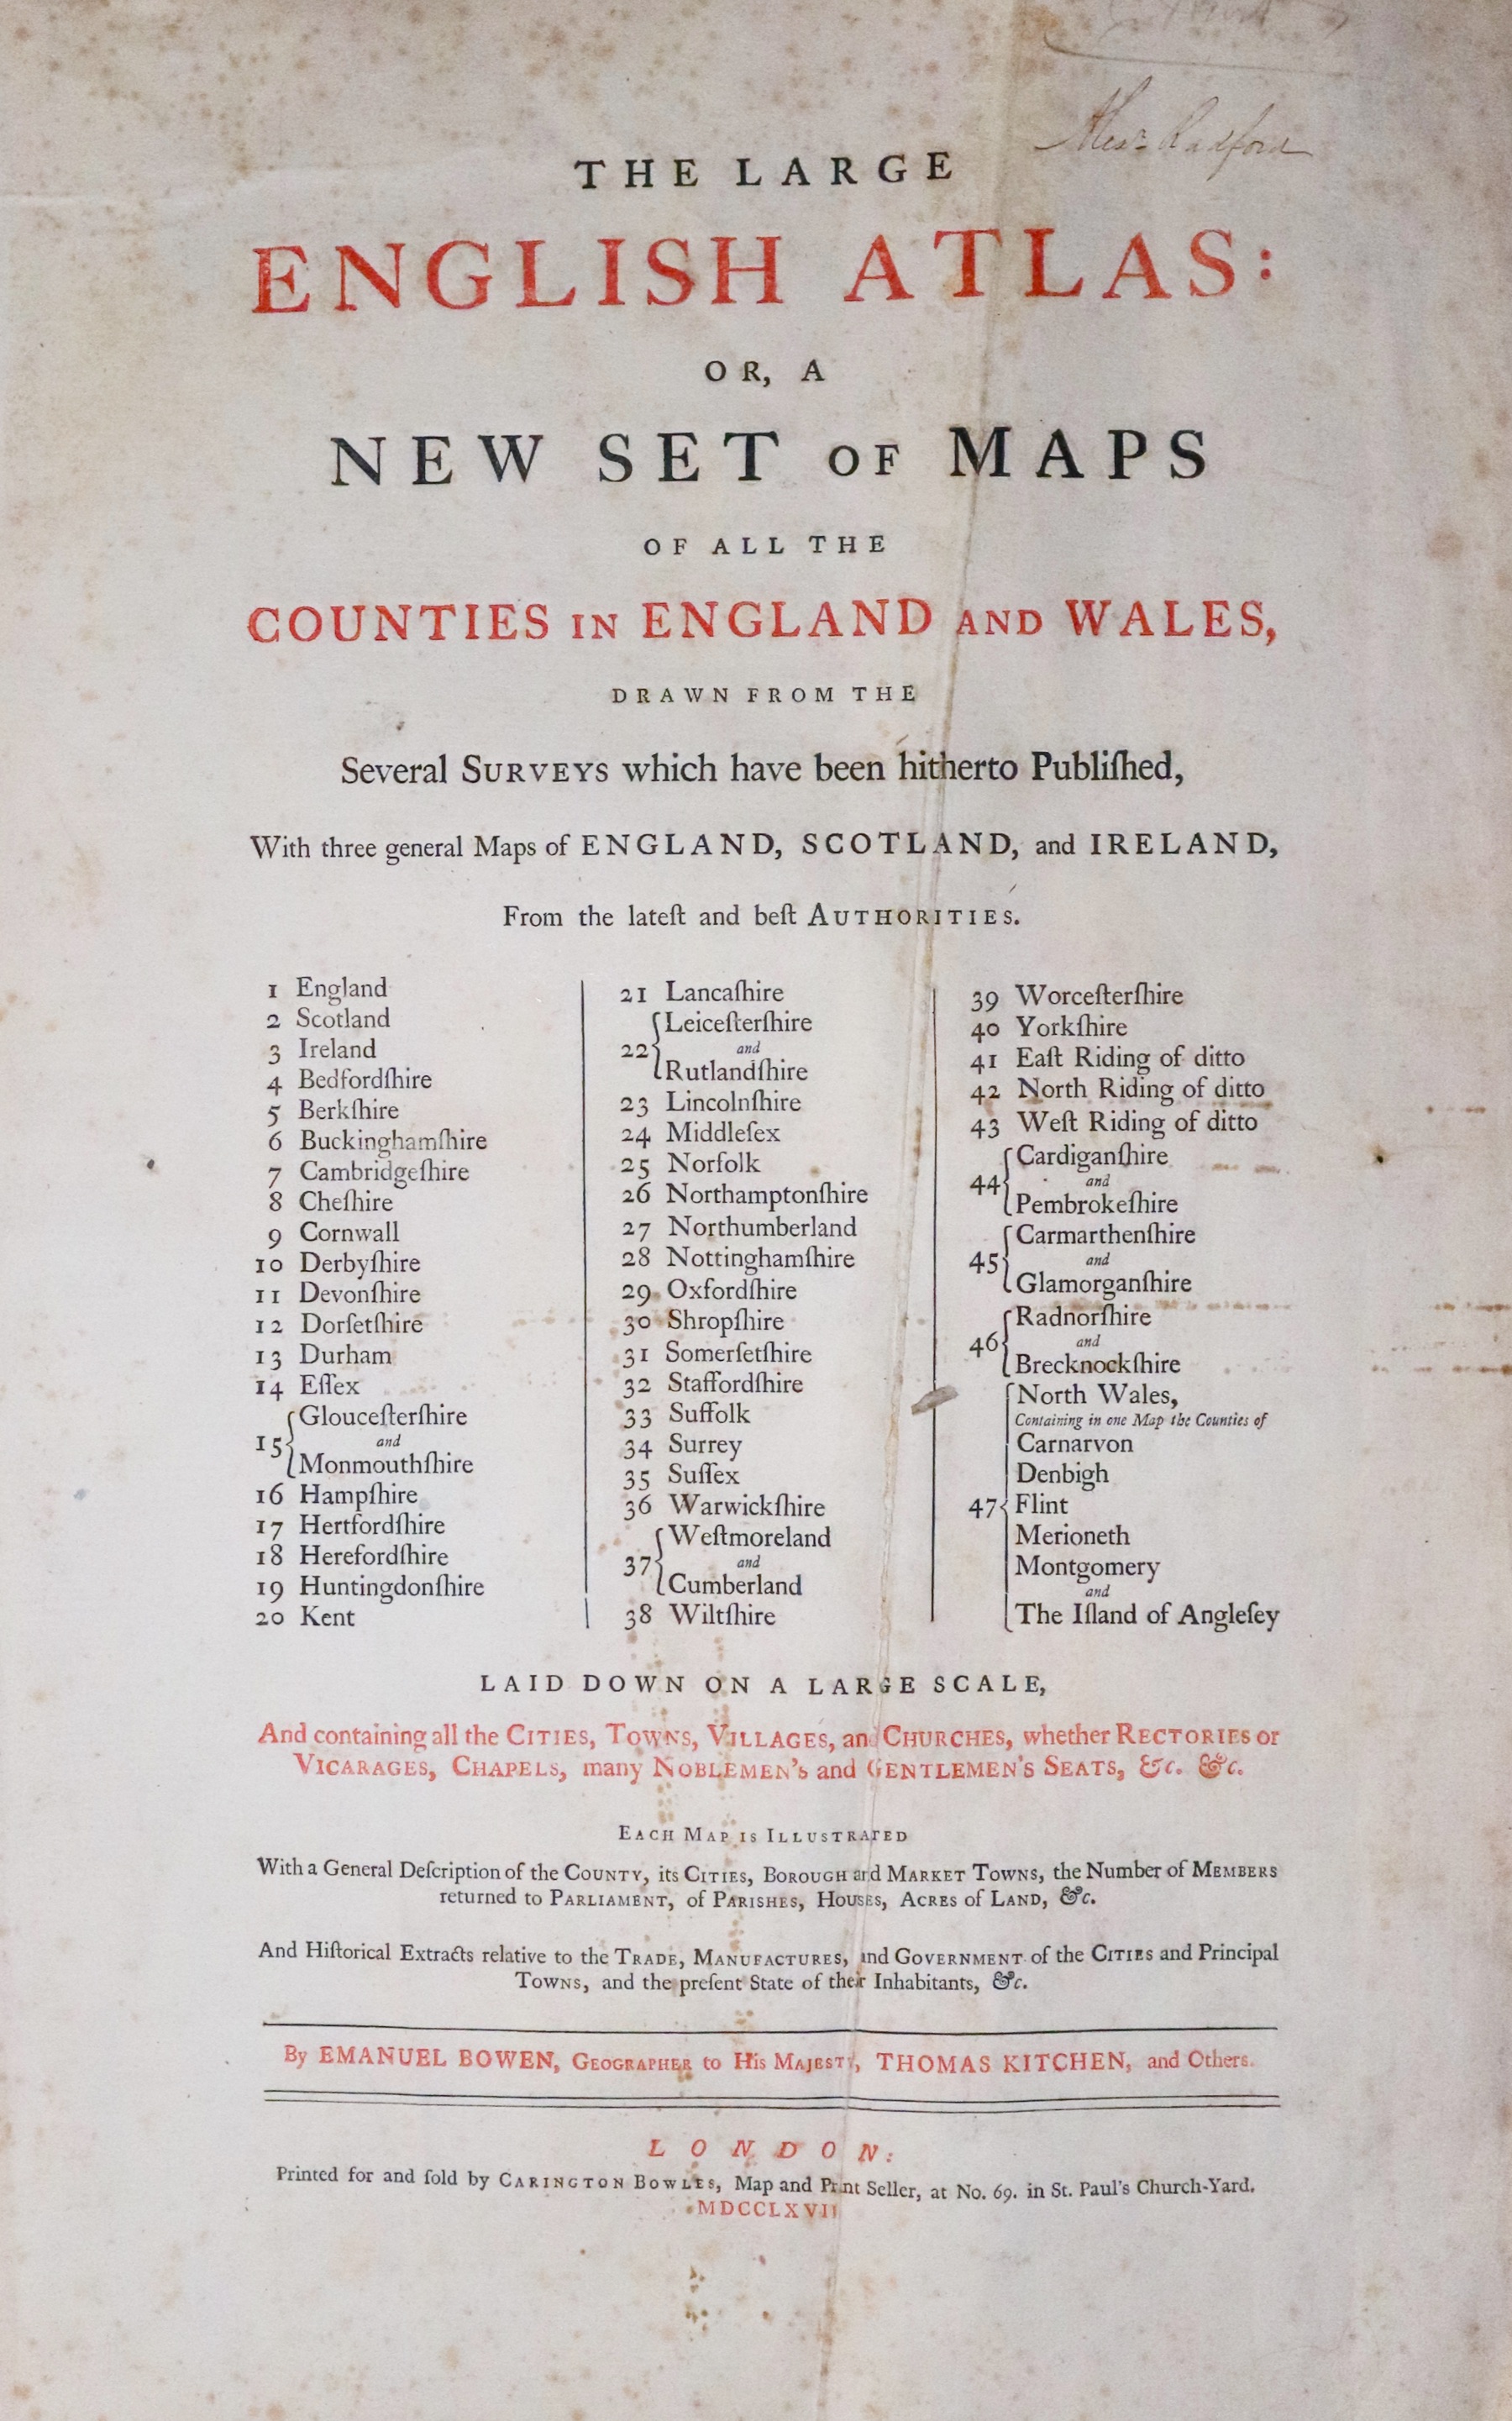 Alexr. Radford
THE LARGE
ENGLISH ATLAS:
OR, A
NEW SET OF MAPS
OF ALL THE
COUNTIES IN ENGLAND AND WALES,
DRAWN FROM THE
Several SURVEYS which have been hitherto Publiſhed,
With three general Maps of ENGLAND, SCOTLAND, and IRELAND,
From the lateſt and beſt AUTHORITIES.
1 England
2 Scotland
3 Ireland
4 Bedfordſhire
5 Berkſhire
6 Buckinghamſhire
7 Cambridgeſhire
8 Cheſhire
9 Cornwall
10 Derbyſhire
11 Devonſhire
12 Dorſetſhire
13 Durham
14 Eſſex
15 Glouceſterſhire
and
Monmouthſhire
16 Hampſhire
17 Hertfordſhire
18 Herefordſhire
19 Huntingdonſhire
20 Kent
21 Lancaſhire
22 Leiceſterſhire
and
Rutlandſhire
23 Lincolnſhire
24 Middleſex
25 Norfolk
26 Northamptonſhire
27 Northumberland
28 Nottinghamſhire
29 Oxfordſhire
30 Shropſhire
31 Somerſetſhire
32 Staffordſhire
33 Suffolk
34 Surrey
35 Suſſex
36 Warwickſhire
37 Weſtmoreland
and
Cumberland
38 Wiltſhire
39 Worceſterſhire
40 Yorkſhire
41 Eaſt Riding of ditto
42 North Riding of ditto
43 Weſt Riding of ditto
44 Cardiganſhire
and
Pembrokeſhire
45 Carmarthenſhire
and
Glamorganſhire
46 Radnorſhire
and
Brecknockſhire
North Wales,
Containing in one Map the Counties of
Carnarvon
Denbigh
47 Flint
Merioneth
Montgomery
and
The Iſland of Angleſey
LAID DOWN ON A LARGE SCALE,
And containing all the CITIES, TOWNS, VILLAGES, and CHURCHES, whether RECTORIES or
VICARAGES, CHAPELS, many NOBLEMEN's and GENTLEMEN'S SEATS, &c. &c.
EACH MAP IS ILLUSTRATED
With a General Deſcription of the COUNTY, its CITIES, BOROUGH and MARKET TOWNS, the Number of MEMBERS
returned to PARLIAMENT, of PARISHES, HOUSES, ACRES of LAND, &c.
And Hiſtorical Extracts relative to the TRADE, MANUFACTURES, and GOVERNMENT of the CITIES and Principal
TOWNS, and the preſent State of their Inhabitants, &c.
By EMANUEL BOWEN, GEOGRAPHER to His MAJESTY, THOMAS KITCHEN, and Others.
LONDON:
Printed for and ſold by CARINGTON BOWLES, Map and Print Seller, at No. 69. in St. Paul's Church-Yard.
MDCCLXVII